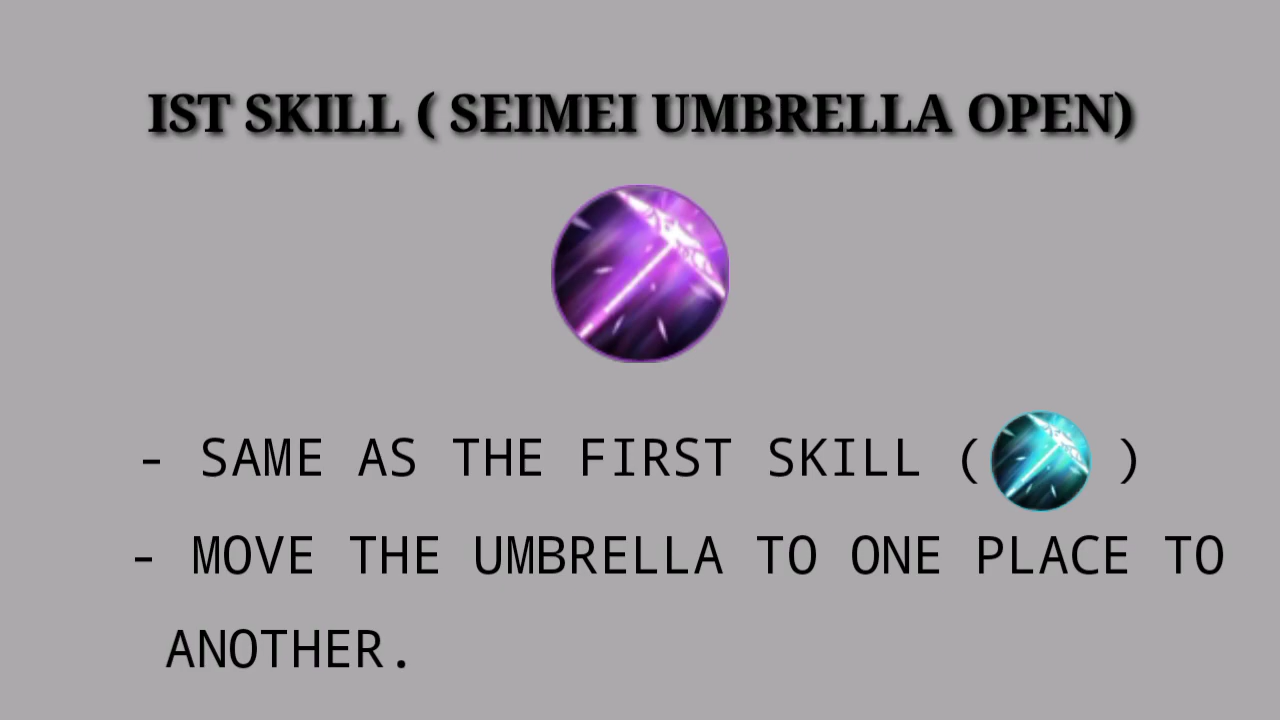 IST SKILL ( SEIMEI UMBRELLA OPEN)
- SAME AS THE FIRST SKILL ( )
- MOVE THE UMBRELLA TO ONE PLACE TO
ANOTHER.